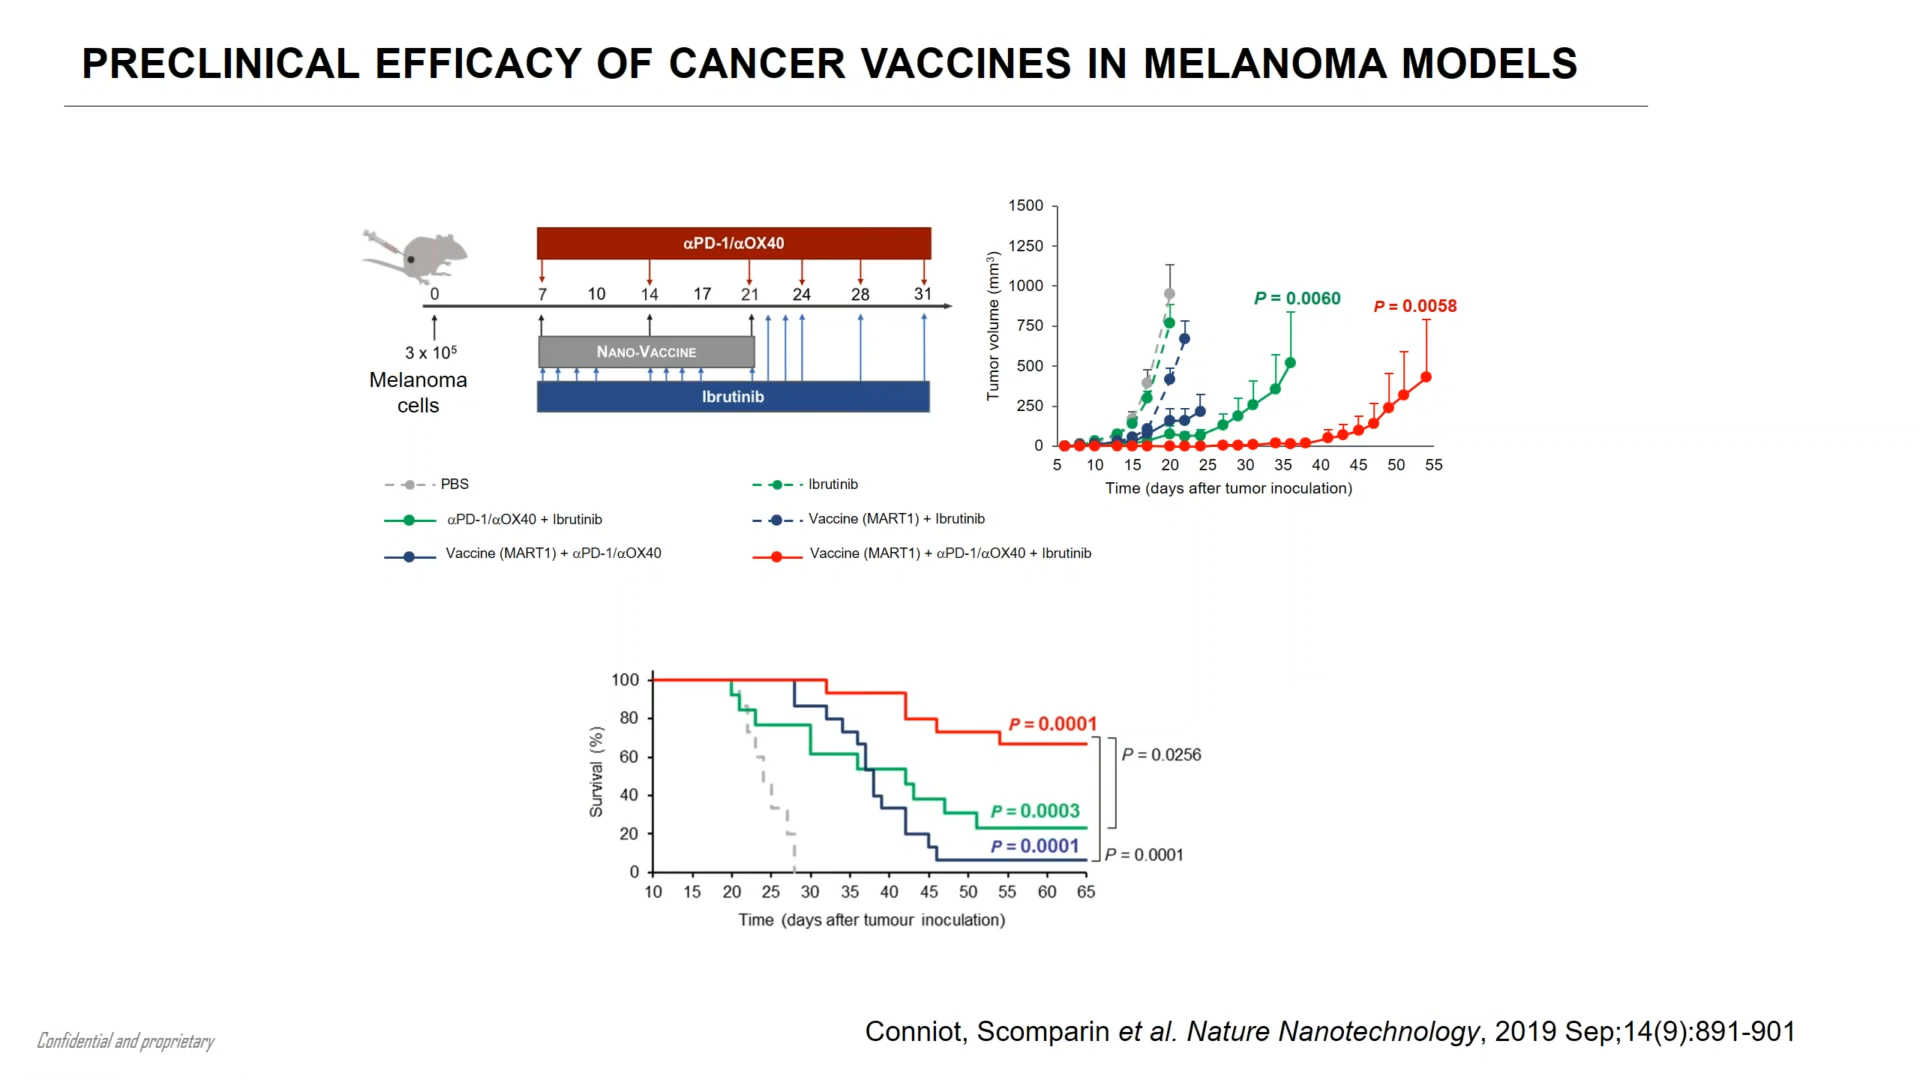 PRECLINICAL EFFICACY OF CANCER VACCINES IN MELANOMA MODELS
αPD-1/αOX40
0 7 10 14 17 21 24 28 31
3 x 10⁵
Melanoma
cells
NANO-VACCINE
Ibrutinib
1500
1250
1000
750
500
250
0
Tumor volume (mm³)
P = 0.0060
P = 0.0058
5 10 15 20 25 30 35 40 45 50 55
Time (days after tumor inoculation)
PBS
Ibrutinib
αPD-1/αOX40 + Ibrutinib
Vaccine (MART1) + Ibrutinib
Vaccine (MART1) + αPD-1/αOX40
Vaccine (MART1) + αPD-1/αOX40 + Ibrutinib
100
80
60
40
20
0
Survival (%)
P = 0.0001
P = 0.0256
P = 0.0003
P = 0.0001
P = 0.0001
10 15 20 25 30 35 40 45 50 55 60 65
Time (days after tumour inoculation)
Conniot, Scomparin et al. Nature Nanotechnology, 2019 Sep;14(9):891-901
Confidential and proprietary